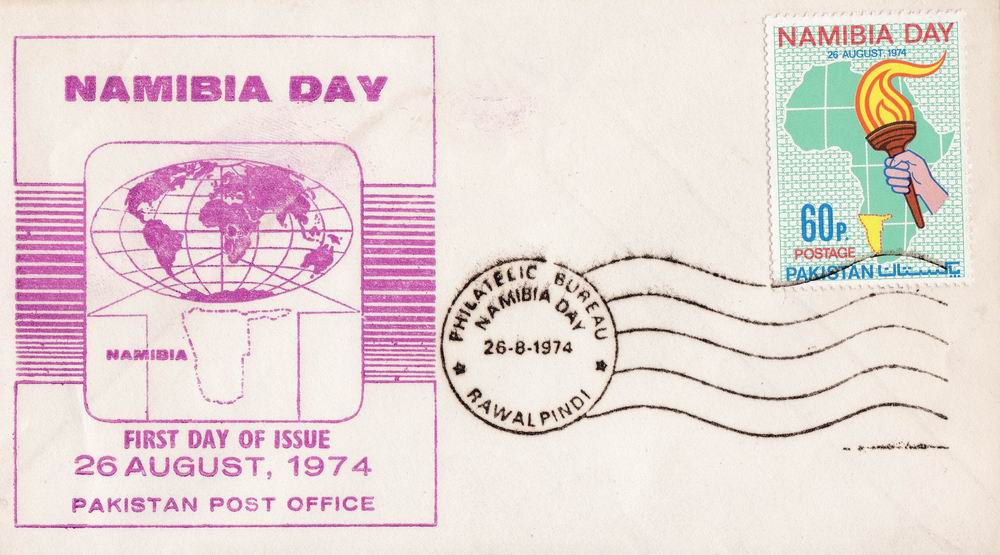 NAMIBIA DAY
NAMIBIA
FIRST DAY OF ISSUE
26 AUGUST, 1974
PAKISTAN POST OFFICE
PHILATELIC BUREAU
NAMIBIA DAY
26-8-1974
RAWALPINDI
NAMIBIA DAY
26 AUGUST, 1974
60P
POSTAGE
PAKISTAN پاکستان